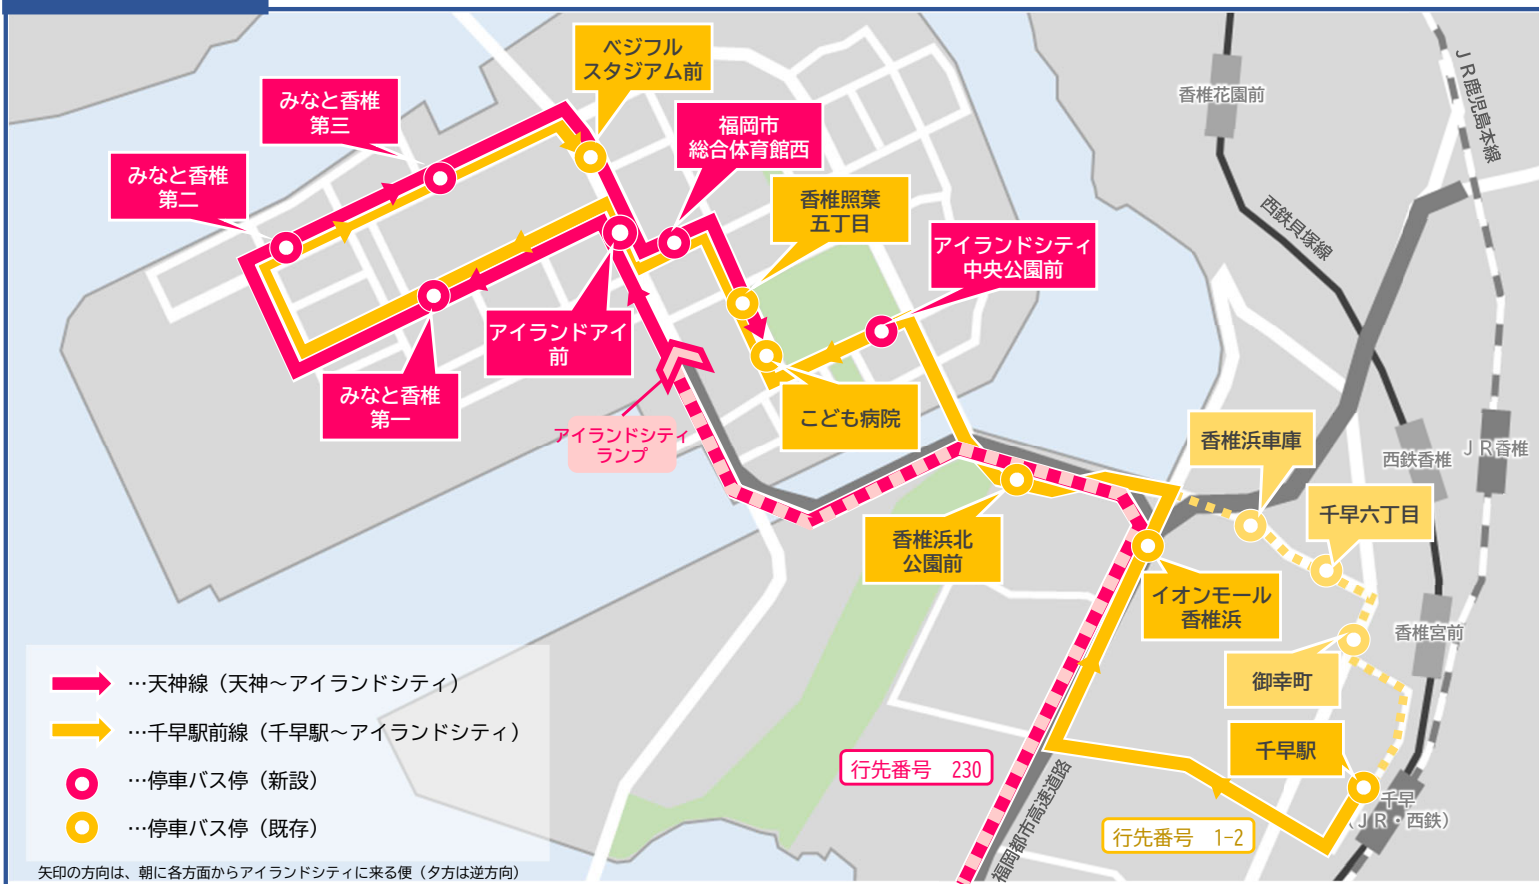 ベジフル
スタジアム前
みなと香椎
第三
福岡市
総合体育館西
みなと香椎
第二
香椎照葉
五丁目
アイランドシティ
中央公園前
香椎花園前
JR鹿児島本線
西鉄貝塚線
アイランドアイ
前
みなと香椎
第一
アイランドシティ
ランプ
こども病院
香椎浜車庫
西鉄香椎
JR香椎
千早六丁目
香椎浜北
公園前
イオンモール
香椎浜
香椎宮前
御幸町
千早駅
千早
(JR・西鉄)
行先番号 230
行先番号 1-2
福岡都市高速道路
…天神線（天神～アイランドシティ）
…千早駅前線（千早駅～アイランドシティ）
…停車バス停（新設）
…停車バス停（既存）
矢印の方向は、朝に各方面からアイランドシティに来る便（夕方は逆方向）